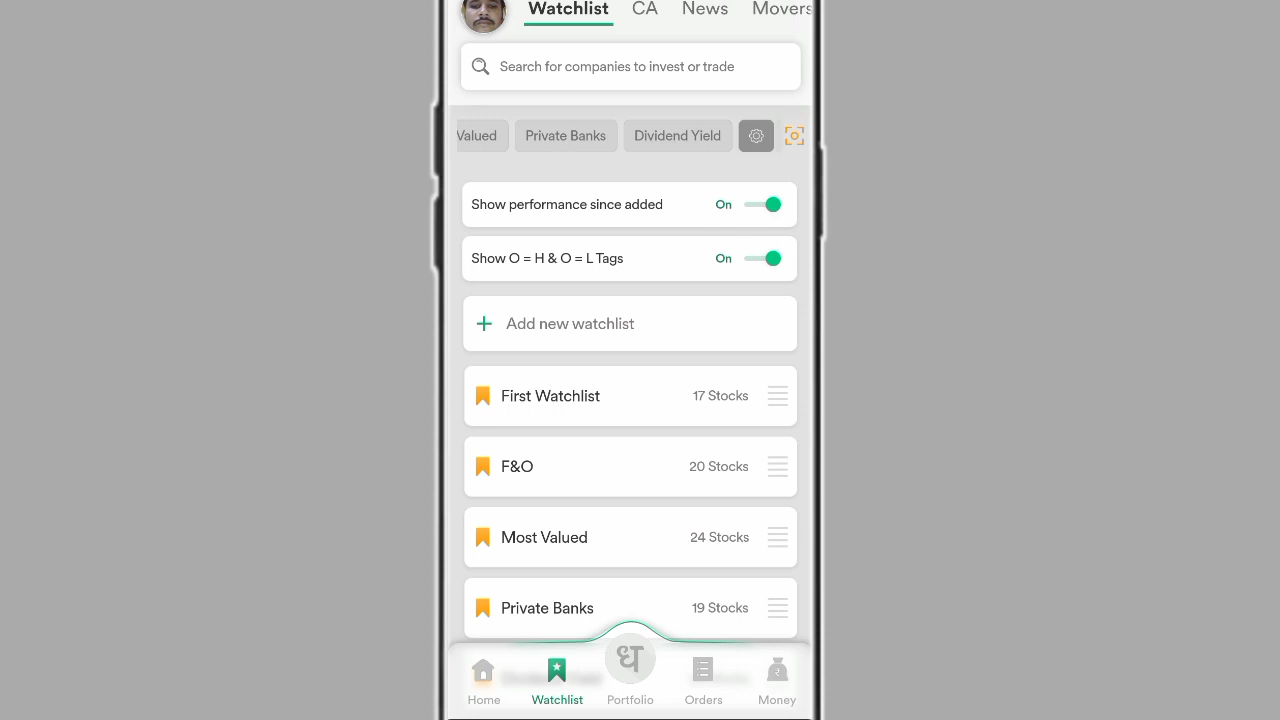 Watchlist CA News Movers
Search for companies to invest or trade
Valued Private Banks Dividend Yield
Show performance since added On
Show O = H & O = L Tags On
+ Add new watchlist
First Watchlist 17 Stocks
F&O 20 Stocks
Most Valued 24 Stocks
Private Banks 19 Stocks
ध
₹
Home Watchlist Portfolio Orders Money